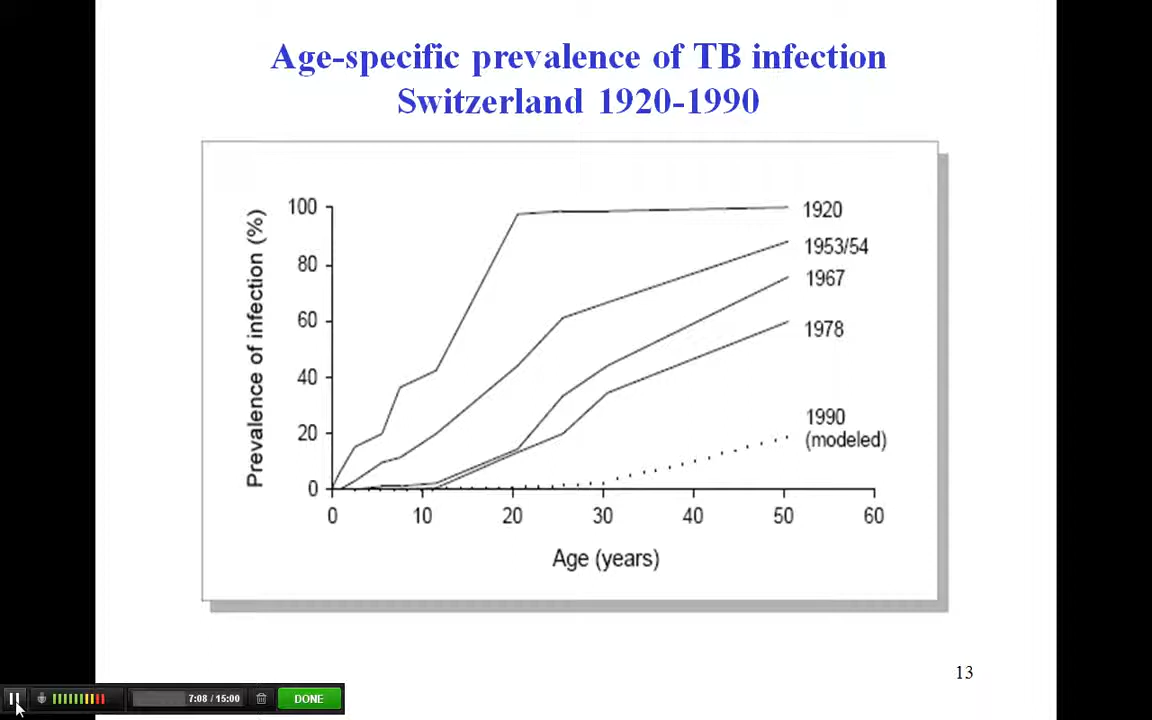 Age-specific prevalence of TB infection
Switzerland 1920-1990
Prevalence of infection (%)
100
80
60
40
20
0
1920
1953/54
1967
1978
1990
(modeled)
0 10 20 30 40 50 60
Age (years)
13
7:08 / 15:00 DONE